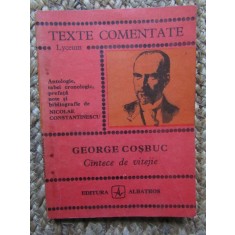 TEXTE COMENTATE
Lyceum
Antologie,
tabel cronologic,
prefață
note și
bibliografie de
NICOLAE
CONSTANTINESCU
GEORGE COȘBUC
Cîntece de vitejie
EDITURA ALBATROS